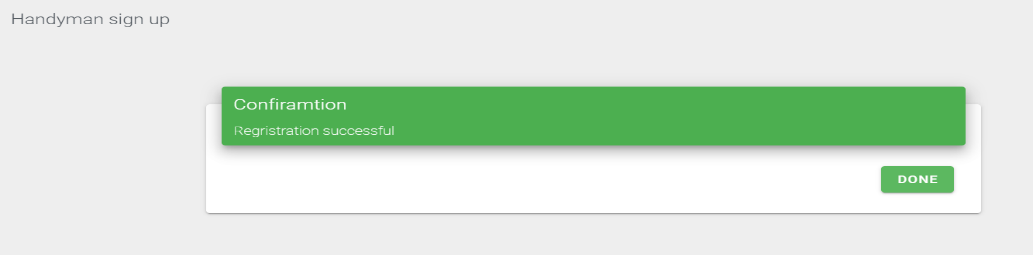 Handyman sign up
Confiramtion
Regristration successful
DONE